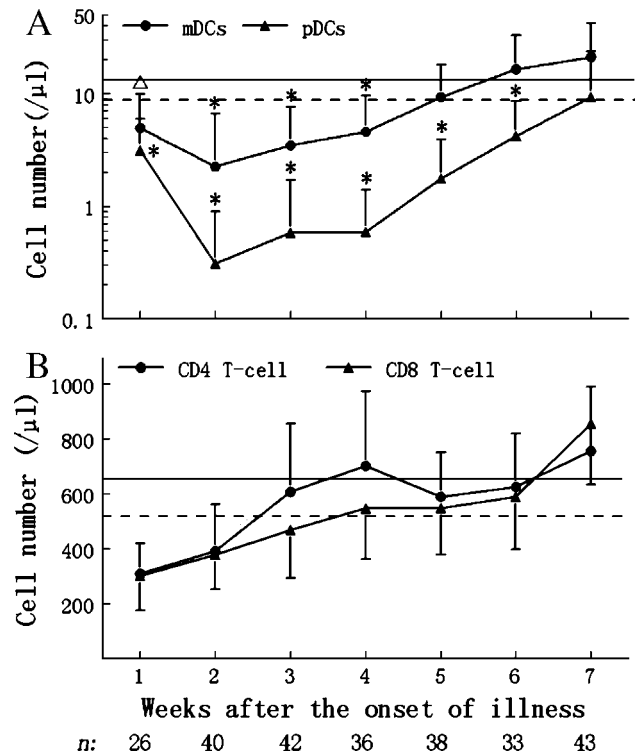 A
mDCs pDCs
50
10
1
0.1
Cell number(/μl)
△
*
*
*
*
*
*
*
*
*
B
CD4 T-cell CD8 T-cell
1000
800
600
400
200
Cell number (/μl)
1 2 3 4 5 6 7
Weeks after the onset of illness
n: 26 40 42 36 38 33 43